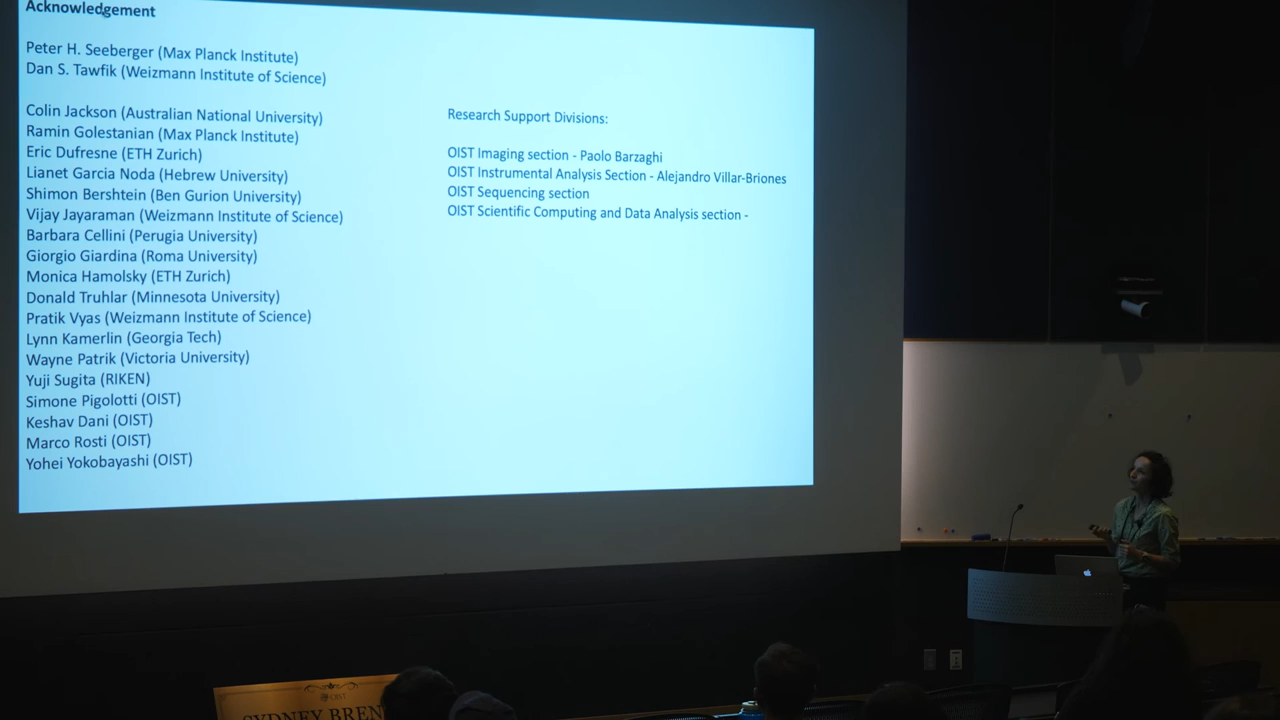 Acknowledgement
Peter H. Seeberger (Max Planck Institute)
Dan S. Tawfik (Weizmann Institute of Science)
Colin Jackson (Australian National University)
Ramin Golestanian (Max Planck Institute)
Eric Dufresne (ETH Zurich)
Lianet Garcia Noda (Hebrew University)
Shimon Bershtein (Ben Gurion University)
Vijay Jayaraman (Weizmann Institute of Science)
Barbara Cellini (Perugia University)
Giorgio Giardina (Roma University)
Monica Hamolsky (ETH Zurich)
Donald Truhlar (Minnesota University)
Pratik Vyas (Weizmann Institute of Science)
Lynn Kamerlin (Georgia Tech)
Wayne Patrik (Victoria University)
Yuji Sugita (RIKEN)
Simone Pigolotti (OIST)
Keshav Dani (OIST)
Marco Rosti (OIST)
Yohei Yokobayashi (OIST)
Research Support Divisions:
OIST Imaging section - Paolo Barzaghi
OIST Instrumental Analysis Section - Alejandro Villar-Briones
OIST Sequencing section
OIST Scientific Computing and Data Analysis section -
OIST
SYDNEY BREN